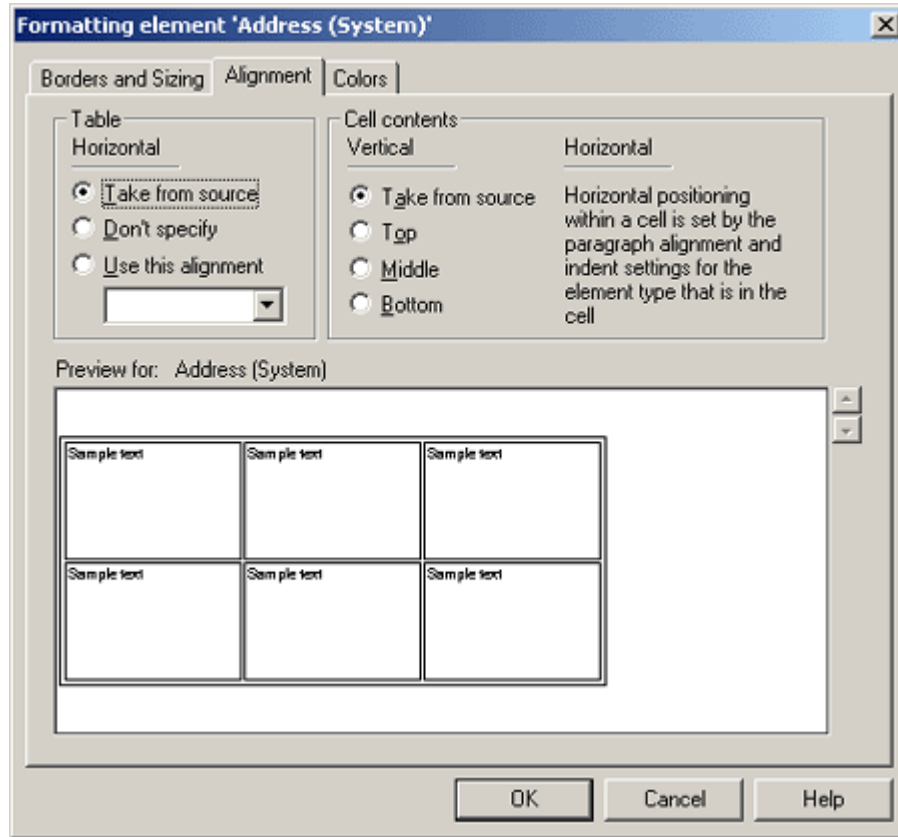 Formatting element 'Address (System)'
Borders and Sizing Alignment Colors
Table
Horizontal
Take from source
Don't specify
Use this alignment
Cell contents
Vertical
Take from source
Top
Middle
Bottom
Horizontal
Horizontal positioning
within a cell is set by the
paragraph alignment and
indent settings for the
element type that is in the
cell
Preview for: Address (System)
Sample text Sample text Sample text
Sample text Sample text Sample text
OK Cancel Help